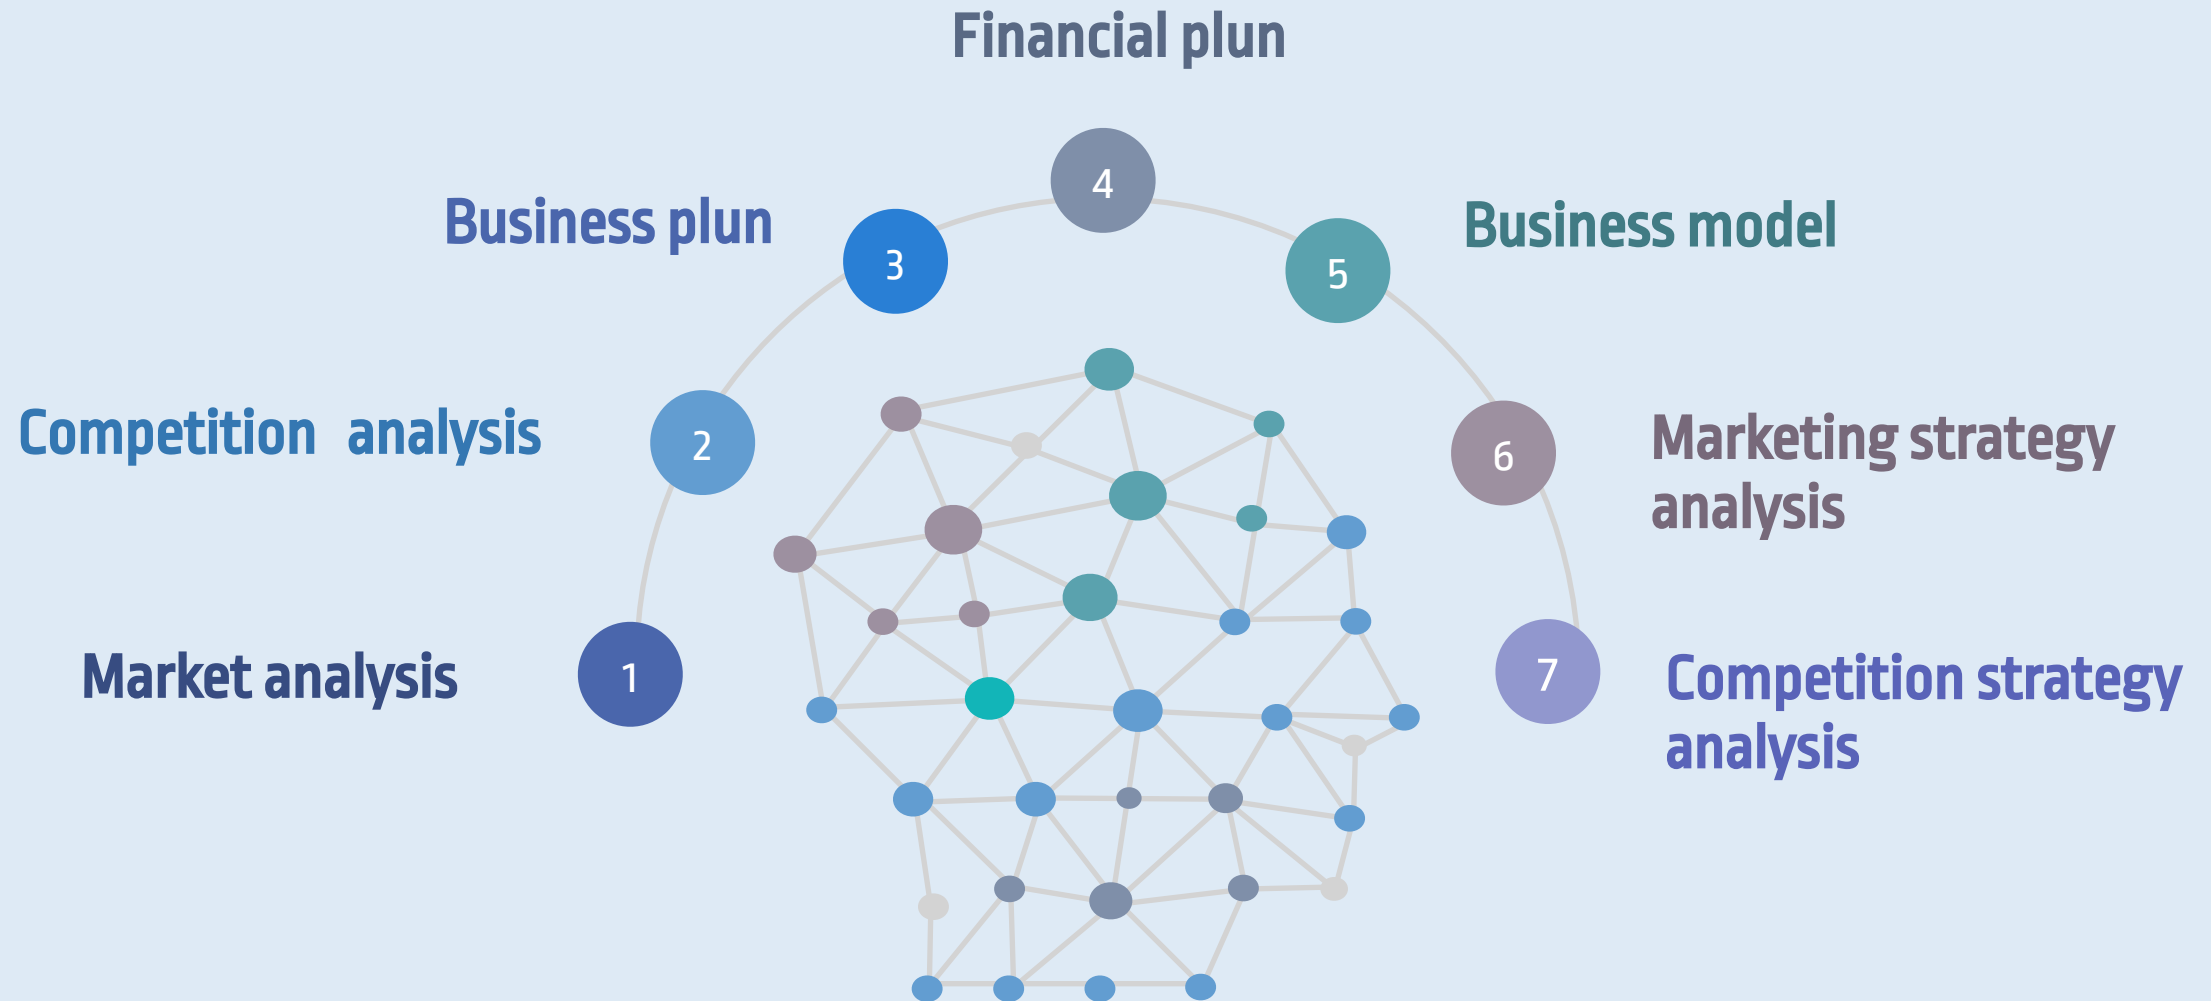 Financial plun
4
Business plun
3
5
Business model
Competition analysis
2
6
Marketing strategy
analysis
Market analysis
1
7
Competition strategy
analysis